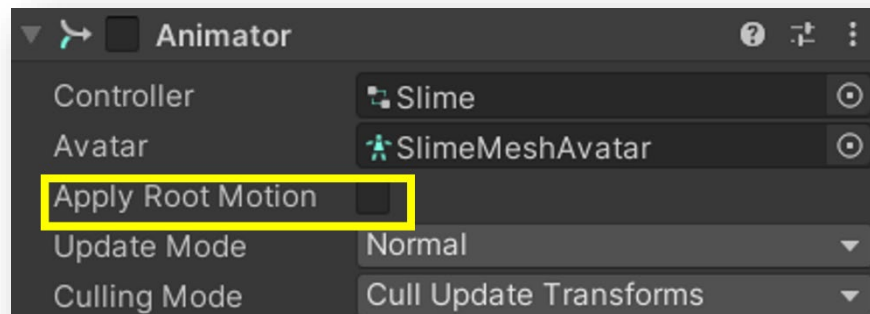 Animator
Controller
Slime
Avatar
SlimeMeshAvatar
Apply Root Motion
Update Mode
Normal
Culling Mode
Cull Update Transforms